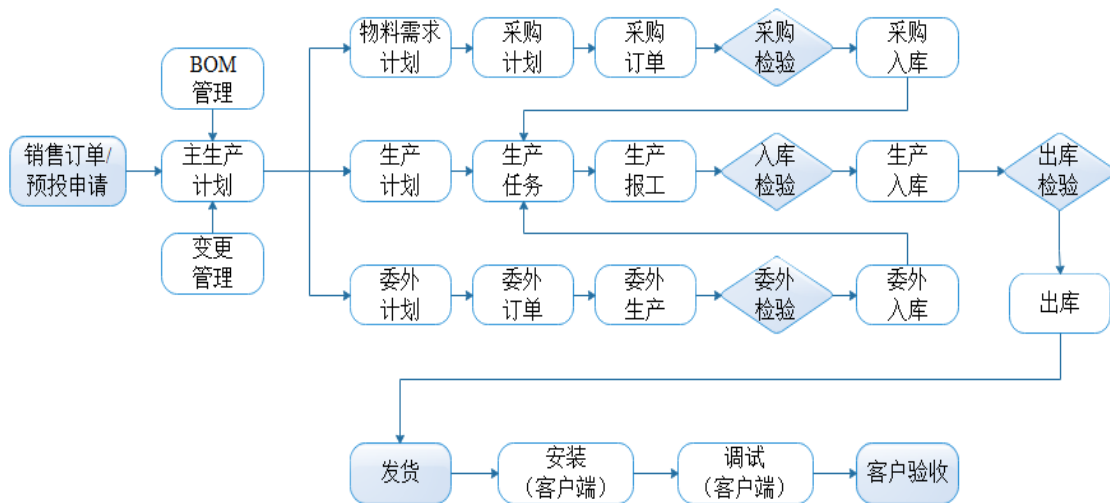 BOM
管理
销售订单/
预投申请
主生产
计划
变更
管理
物料需求
计划
采购
计划
采购
订单
采购
检验
采购
入库
生产
计划
生产
任务
生产
报工
入库
检验
生产
入库
出库
检验
委外
计划
委外
订单
委外
生产
委外
检验
委外
入库
出库
发货
安装
（客户端）
调试
（客户端）
客户验收